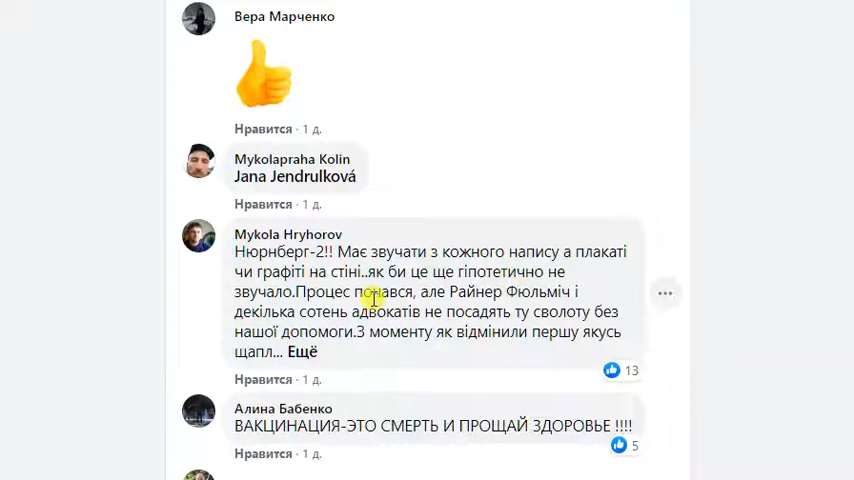 Вера Марченко
Нравится · 1 д.
Mykolapraha Kolin
Jana Jendrulková
Нравится · 1 д.
Mykola Hryhorov
Нюрнберг-2!! Має звучати з кожного напису а плакаті
чи графіті на стіні..як би це ще гіпотетично не
звучало.Процес почався, але Райнер Фюльміч і
декілька сотень адвокатів не посадять ту сволоту без
нашої допомоги.З моменту як відмінили першу якусь
щапл... Ещё
13
Нравится · 1 д.
Алина Бабенко
ВАКЦИНАЦИЯ-ЭТО СМЕРТЬ И ПРОЩАЙ ЗДОРОВЬЕ !!!!
5
Нравится · 1 д.